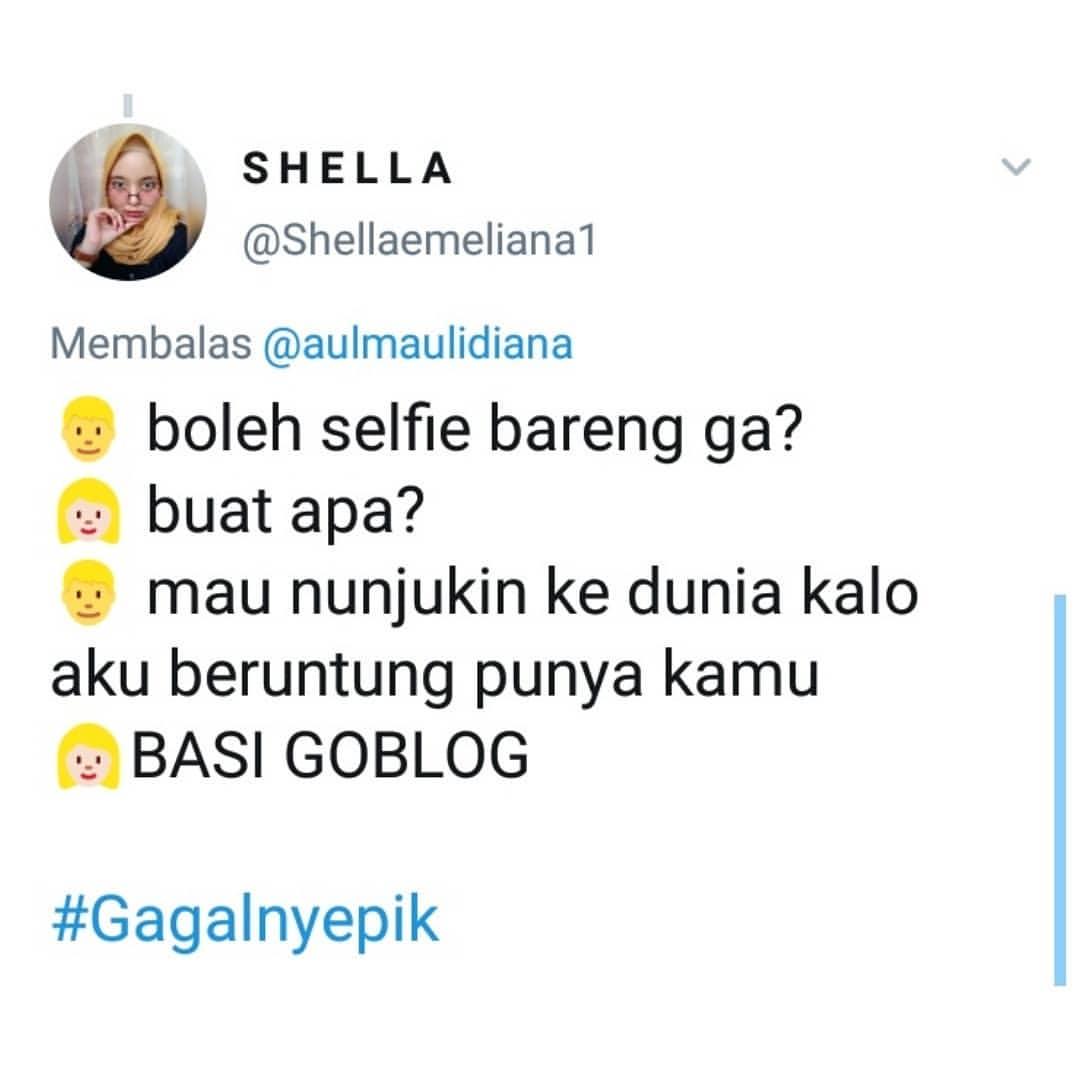 SHELLA
@Shellaemeliana1
Membalas @aulmaulidiana
👱‍♂️ boleh selfie bareng ga?
👱🏻‍♀️ buat apa?
👱‍♂️ mau nunjukin ke dunia kalo
aku beruntung punya kamu
👱🏻‍♀️BASI GOBLOG
#Gagalnyepik